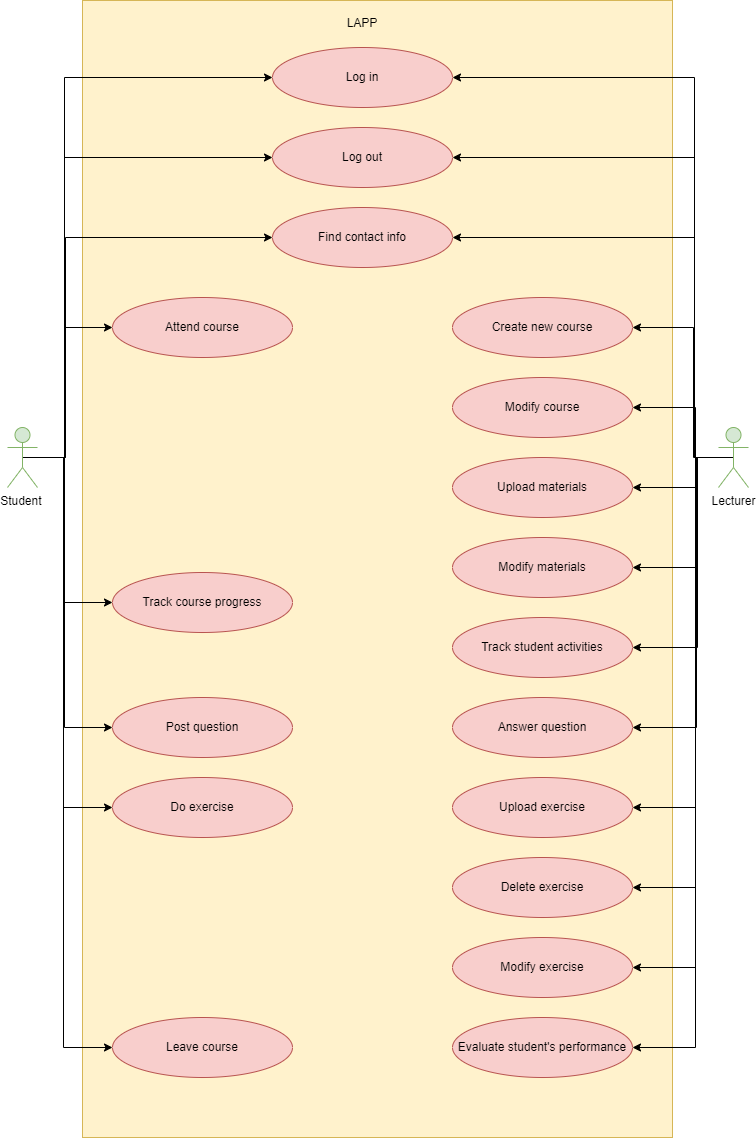 LAPP
Log in
Log out
Find contact info
Attend course
Create new course
Modify course
Student
Upload materials
Lecturer
Modify materials
Track course progress
Track student activities
Post question
Answer question
Do exercise
Upload exercise
Delete exercise
Modify exercise
Leave course
Evaluate student's performance